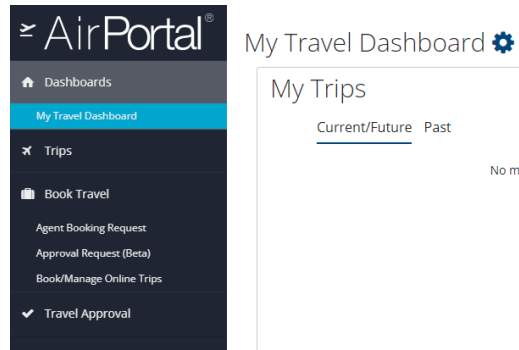 AirPortal®
Dashboards
My Travel Dashboard
Trips
Book Travel
Agent Booking Request
Approval Request (Beta)
Book/Manage Online Trips
Travel Approval
My Travel Dashboard
My Trips
Current/Future Past
No m